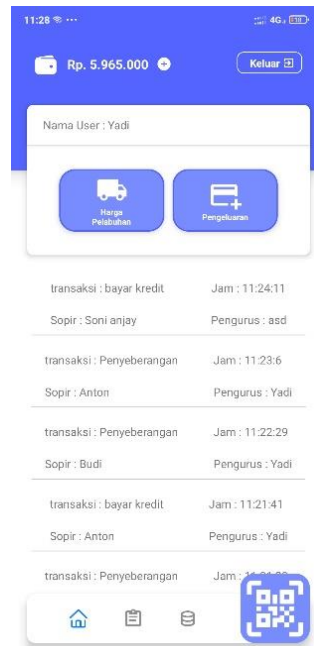 11:28 ...
4G
Rp. 5.965.000
Keluar
Nama User : Yadi
Harga
Pelabuhan
Pengeluaran
transaksi : bayar kredit Jam : 11:24:11
Sopir : Soni anjay Pengurus : asd
transaksi : Penyeberangan Jam : 11:23:6
Sopir : Anton Pengurus : Yadi
transaksi : Penyeberangan Jam : 11:22:29
Sopir : Budi Pengurus : Yadi
transaksi : bayar kredit Jam : 11:21:41
Sopir : Anton Pengurus : Yadi
transaksi : Penyeberangan Jam :